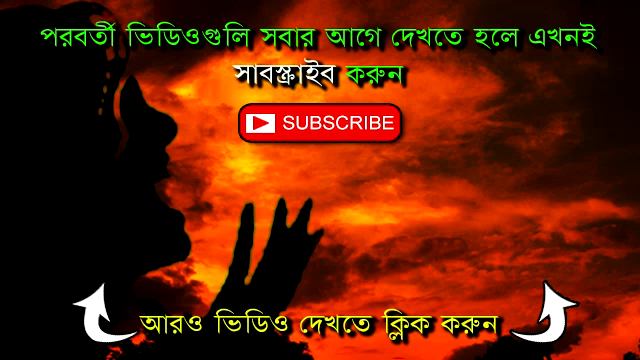 পরবর্তী ভিডিওগুলি সবার আগে দেখতে হলে এখনই
সাবস্ক্রাইব করুন
SUBSCRIBE
আরও ভিডিও দেখতে ক্লিক করুন